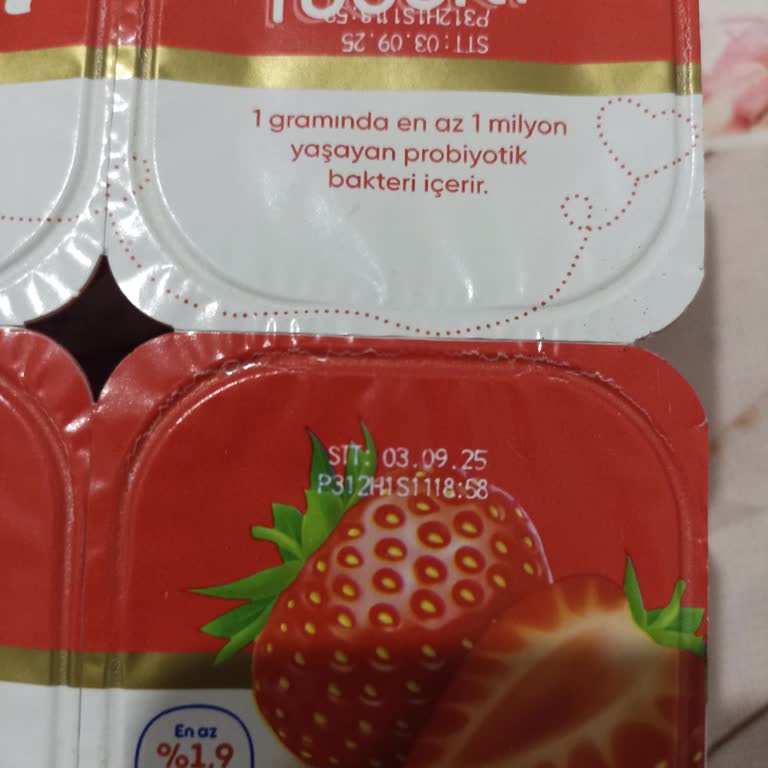 P312H1S1118:58
STT: 03.09.25
1 gramında en az 1 milyon
yaşayan probiyotik
bakteri içerir.
STT: 03.09.25
P312H1S1118:58
En az
%1,9